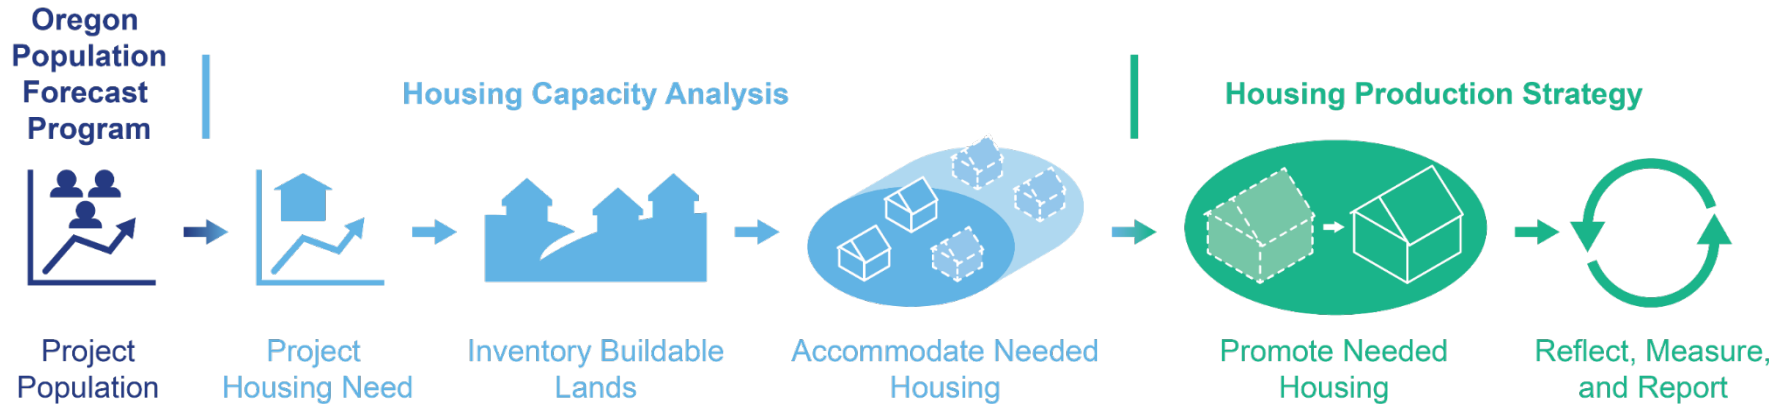 Oregon
Population
Forecast
Program
Housing Capacity Analysis
Housing Production Strategy
Project
Population
Project
Housing Need
Inventory Buildable
Lands
Accommodate Needed
Housing
Promote Needed
Housing
Reflect, Measure,
and Report